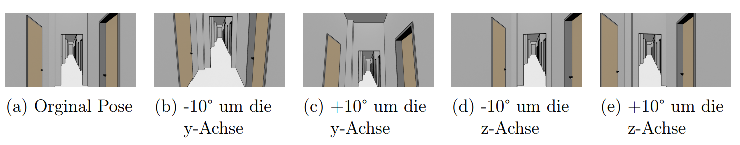 (a) Orginal Pose
(b) -10° um die
y-Achse
(c) +10° um die
y-Achse
(d) -10° um die
z-Achse
(e) +10° um die
z-Achse